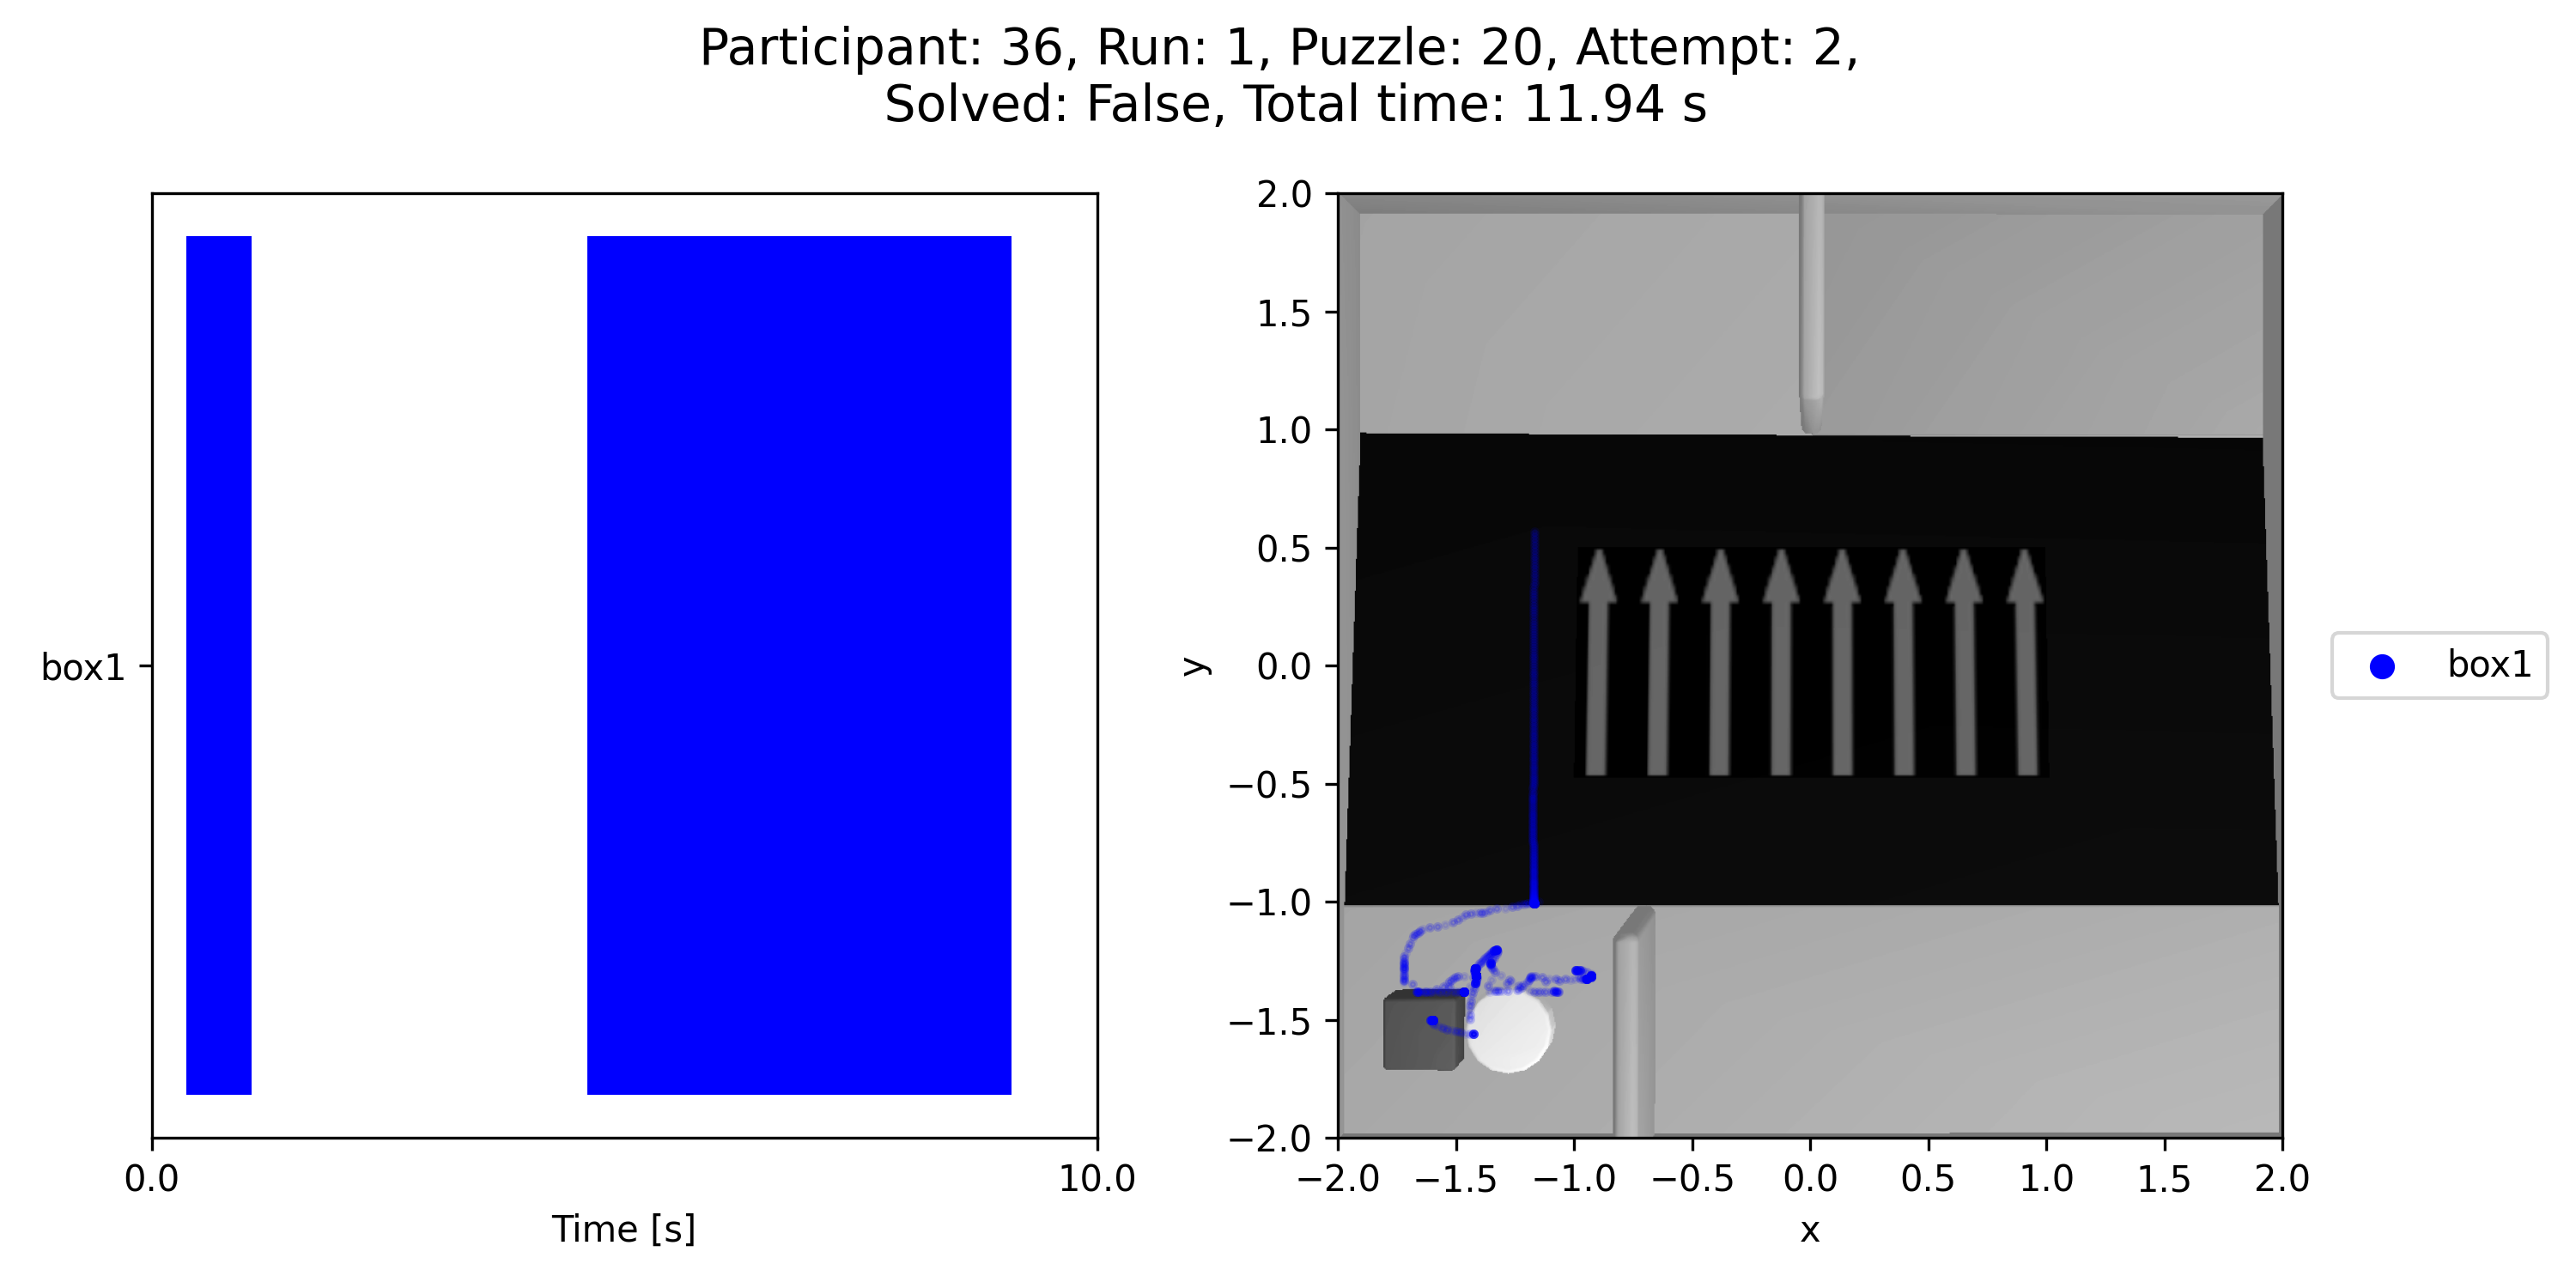 Participant: 36, Run: 1, Puzzle: 20, Attempt: 2,
Solved: False, Total time: 11.94 s
box1
0.0
10.0
Time [s]
y
2.0
1.5
1.0
0.5
0.0
−0.5
−1.0
−1.5
−2.0
−2.0
−1.5
−1.0
−0.5
0.0
0.5
1.0
1.5
2.0
x
box1